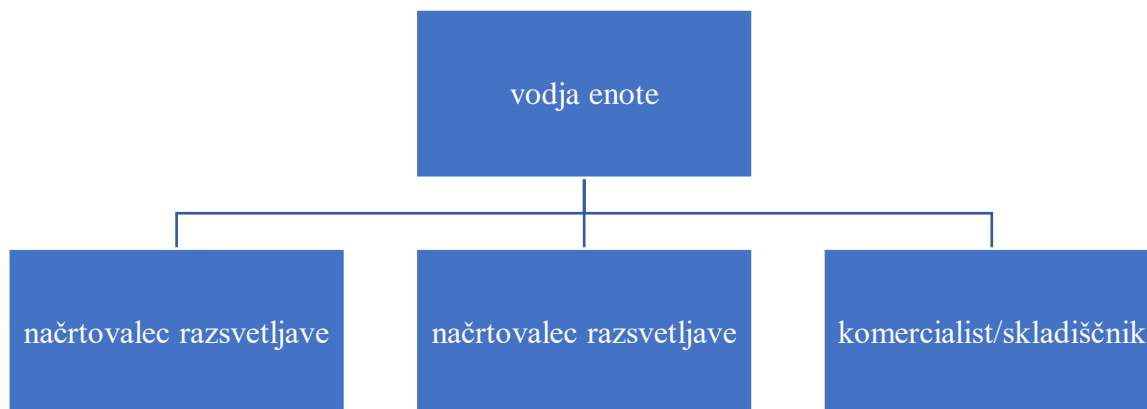 vodja enote
načrtovalec razsvetljave
načrtovalec razsvetljave
komercialist/skladiščnik